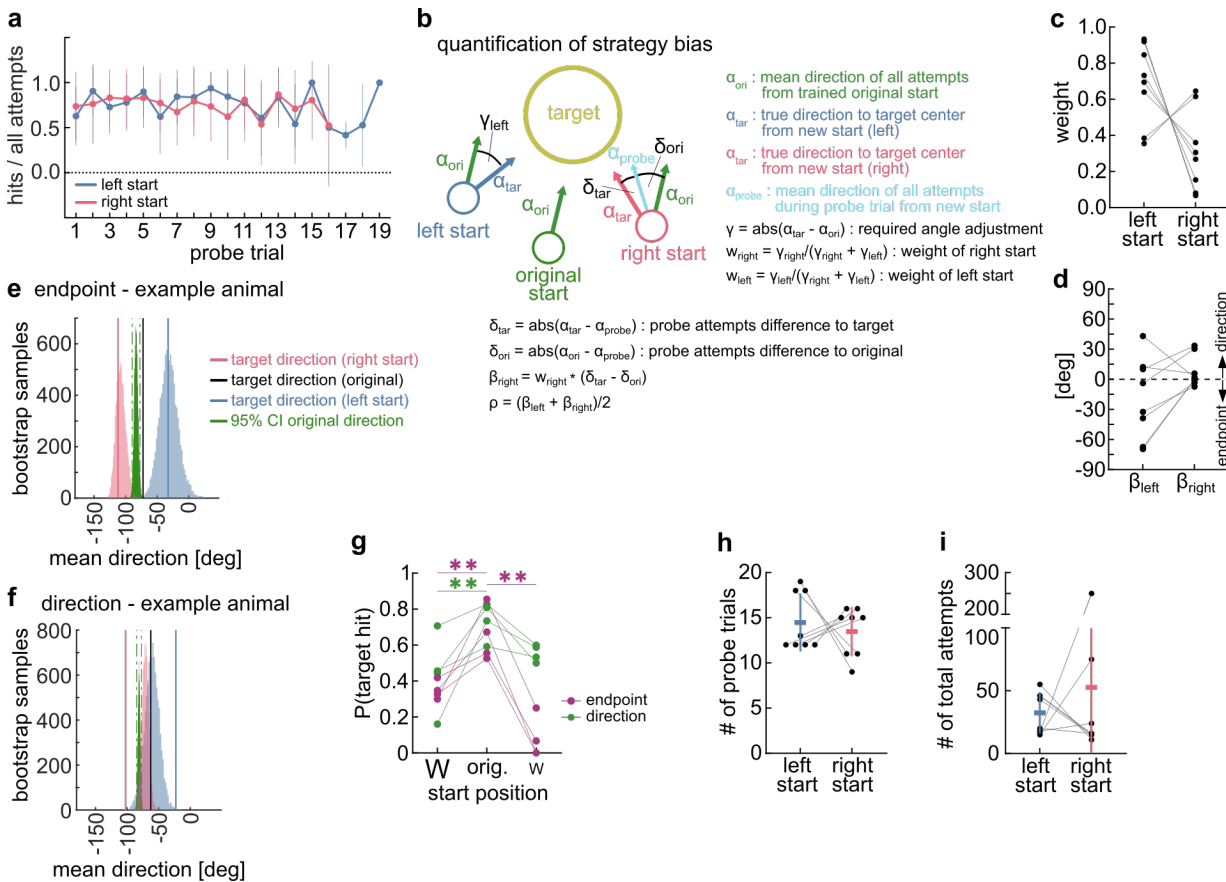 a
hits / all attempts
1.0
0.5
0.0
left start
right start
1 3 5 7 9 11 13 15 17 19
probe trial
b
quantification of strategy bias
target
γleft
αori
αtar
left start
αori
original
start
αprobe
δori
δtar
αtar
αori
right start
αori : mean direction of all attempts
from trained original start
αtar : true direction to target center
from new start (left)
αtar : true direction to target center
from new start (right)
αprobe : mean direction of all attempts
during probe trial from new start
γ = abs(αtar - αori) : required angle adjustment
wright = γright/(γright + γleft) : weight of right start
wleft = γleft/(γright + γleft) : weight of left start
δtar = abs(αtar - αprobe) : probe attempts difference to target
δori = abs(αori - αprobe) : probe attempts difference to original
βright = wright * (δtar - δori)
ρ = (βleft + βright)/2
c
weight
1.0
0.8
0.6
0.4
0.2
0
left
start
right
start
d
[deg]
90
60
30
0
-30
-60
-90
direction
endpoint
βleft
βright
e
endpoint - example animal
bootstrap samples
600
400
200
0
-150
-100
-50
0
mean direction [deg]
target direction (right start)
target direction (original)
target direction (left start)
95% CI original direction
f
direction - example animal
bootstrap samples
800
600
400
200
0
-150
-100
-50
0
mean direction [deg]
g
P(target hit)
1
0.8
0.6
0.4
0.2
0
** **
**
W orig. w
start position
endpoint
direction
h
# of probe trials
20
15
10
5
0
left
start
right
start
i
# of total attempts
300
200
100
50
0
left
start
right
start